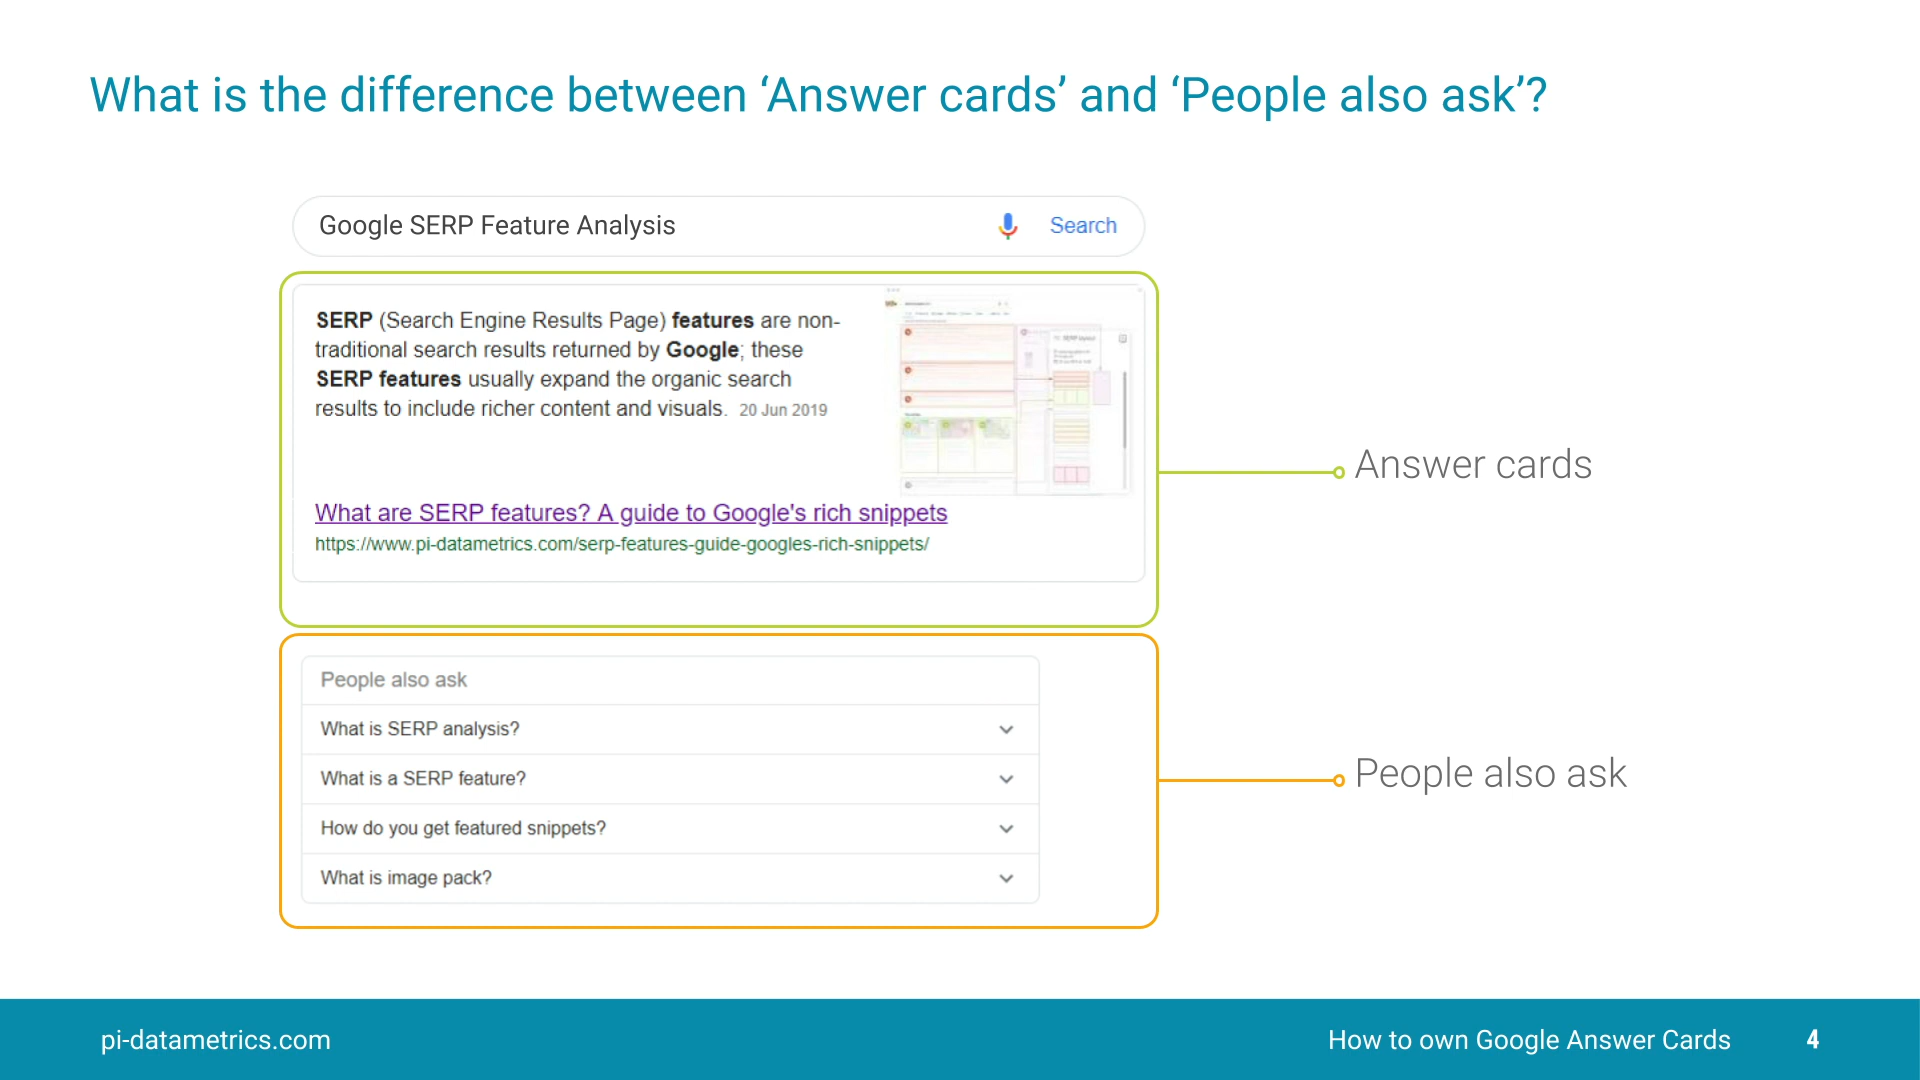 What is the difference between ‘Answer cards’ and ‘People also ask’?
Google SERP Feature Analysis
Search
SERP (Search Engine Results Page) features are non-
traditional search results returned by Google; these
SERP features usually expand the organic search
results to include richer content and visuals. 20 Jun 2019
What are SERP features? A guide to Google's rich snippets
https://www.pi-datametrics.com/serp-features-guide-googles-rich-snippets/
Answer cards
People also ask
What is SERP analysis?
What is a SERP feature?
How do you get featured snippets?
What is image pack?
People also ask
pi-datametrics.com
How to own Google Answer Cards
4